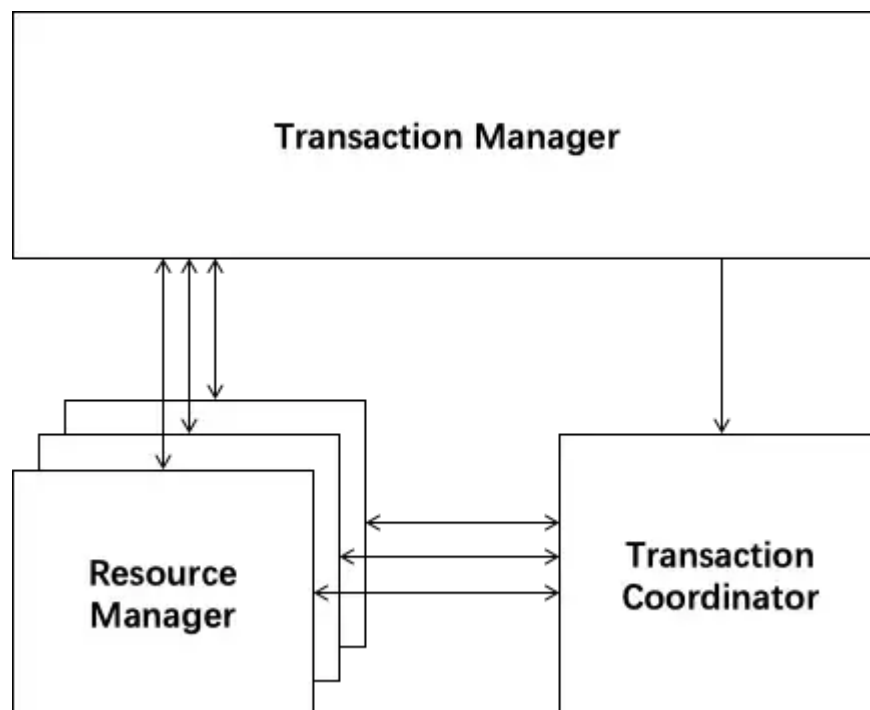 Transaction Manager
Resource
Manager
Transaction
Coordinator